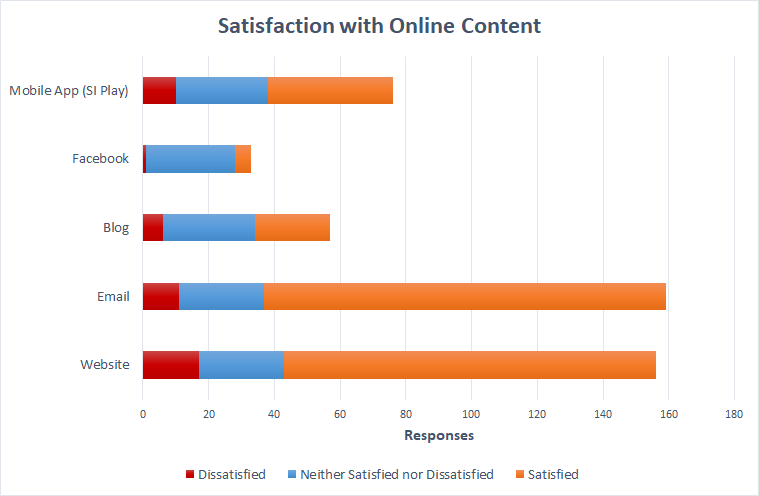 Satisfaction with Online Content
Mobile App (SI Play)
Facebook
Blog
Email
Website
0 20 40 60 80 100 120 140 160 180
Responses
Dissatisfied Neither Satisfied nor Dissatisfied Satisfied